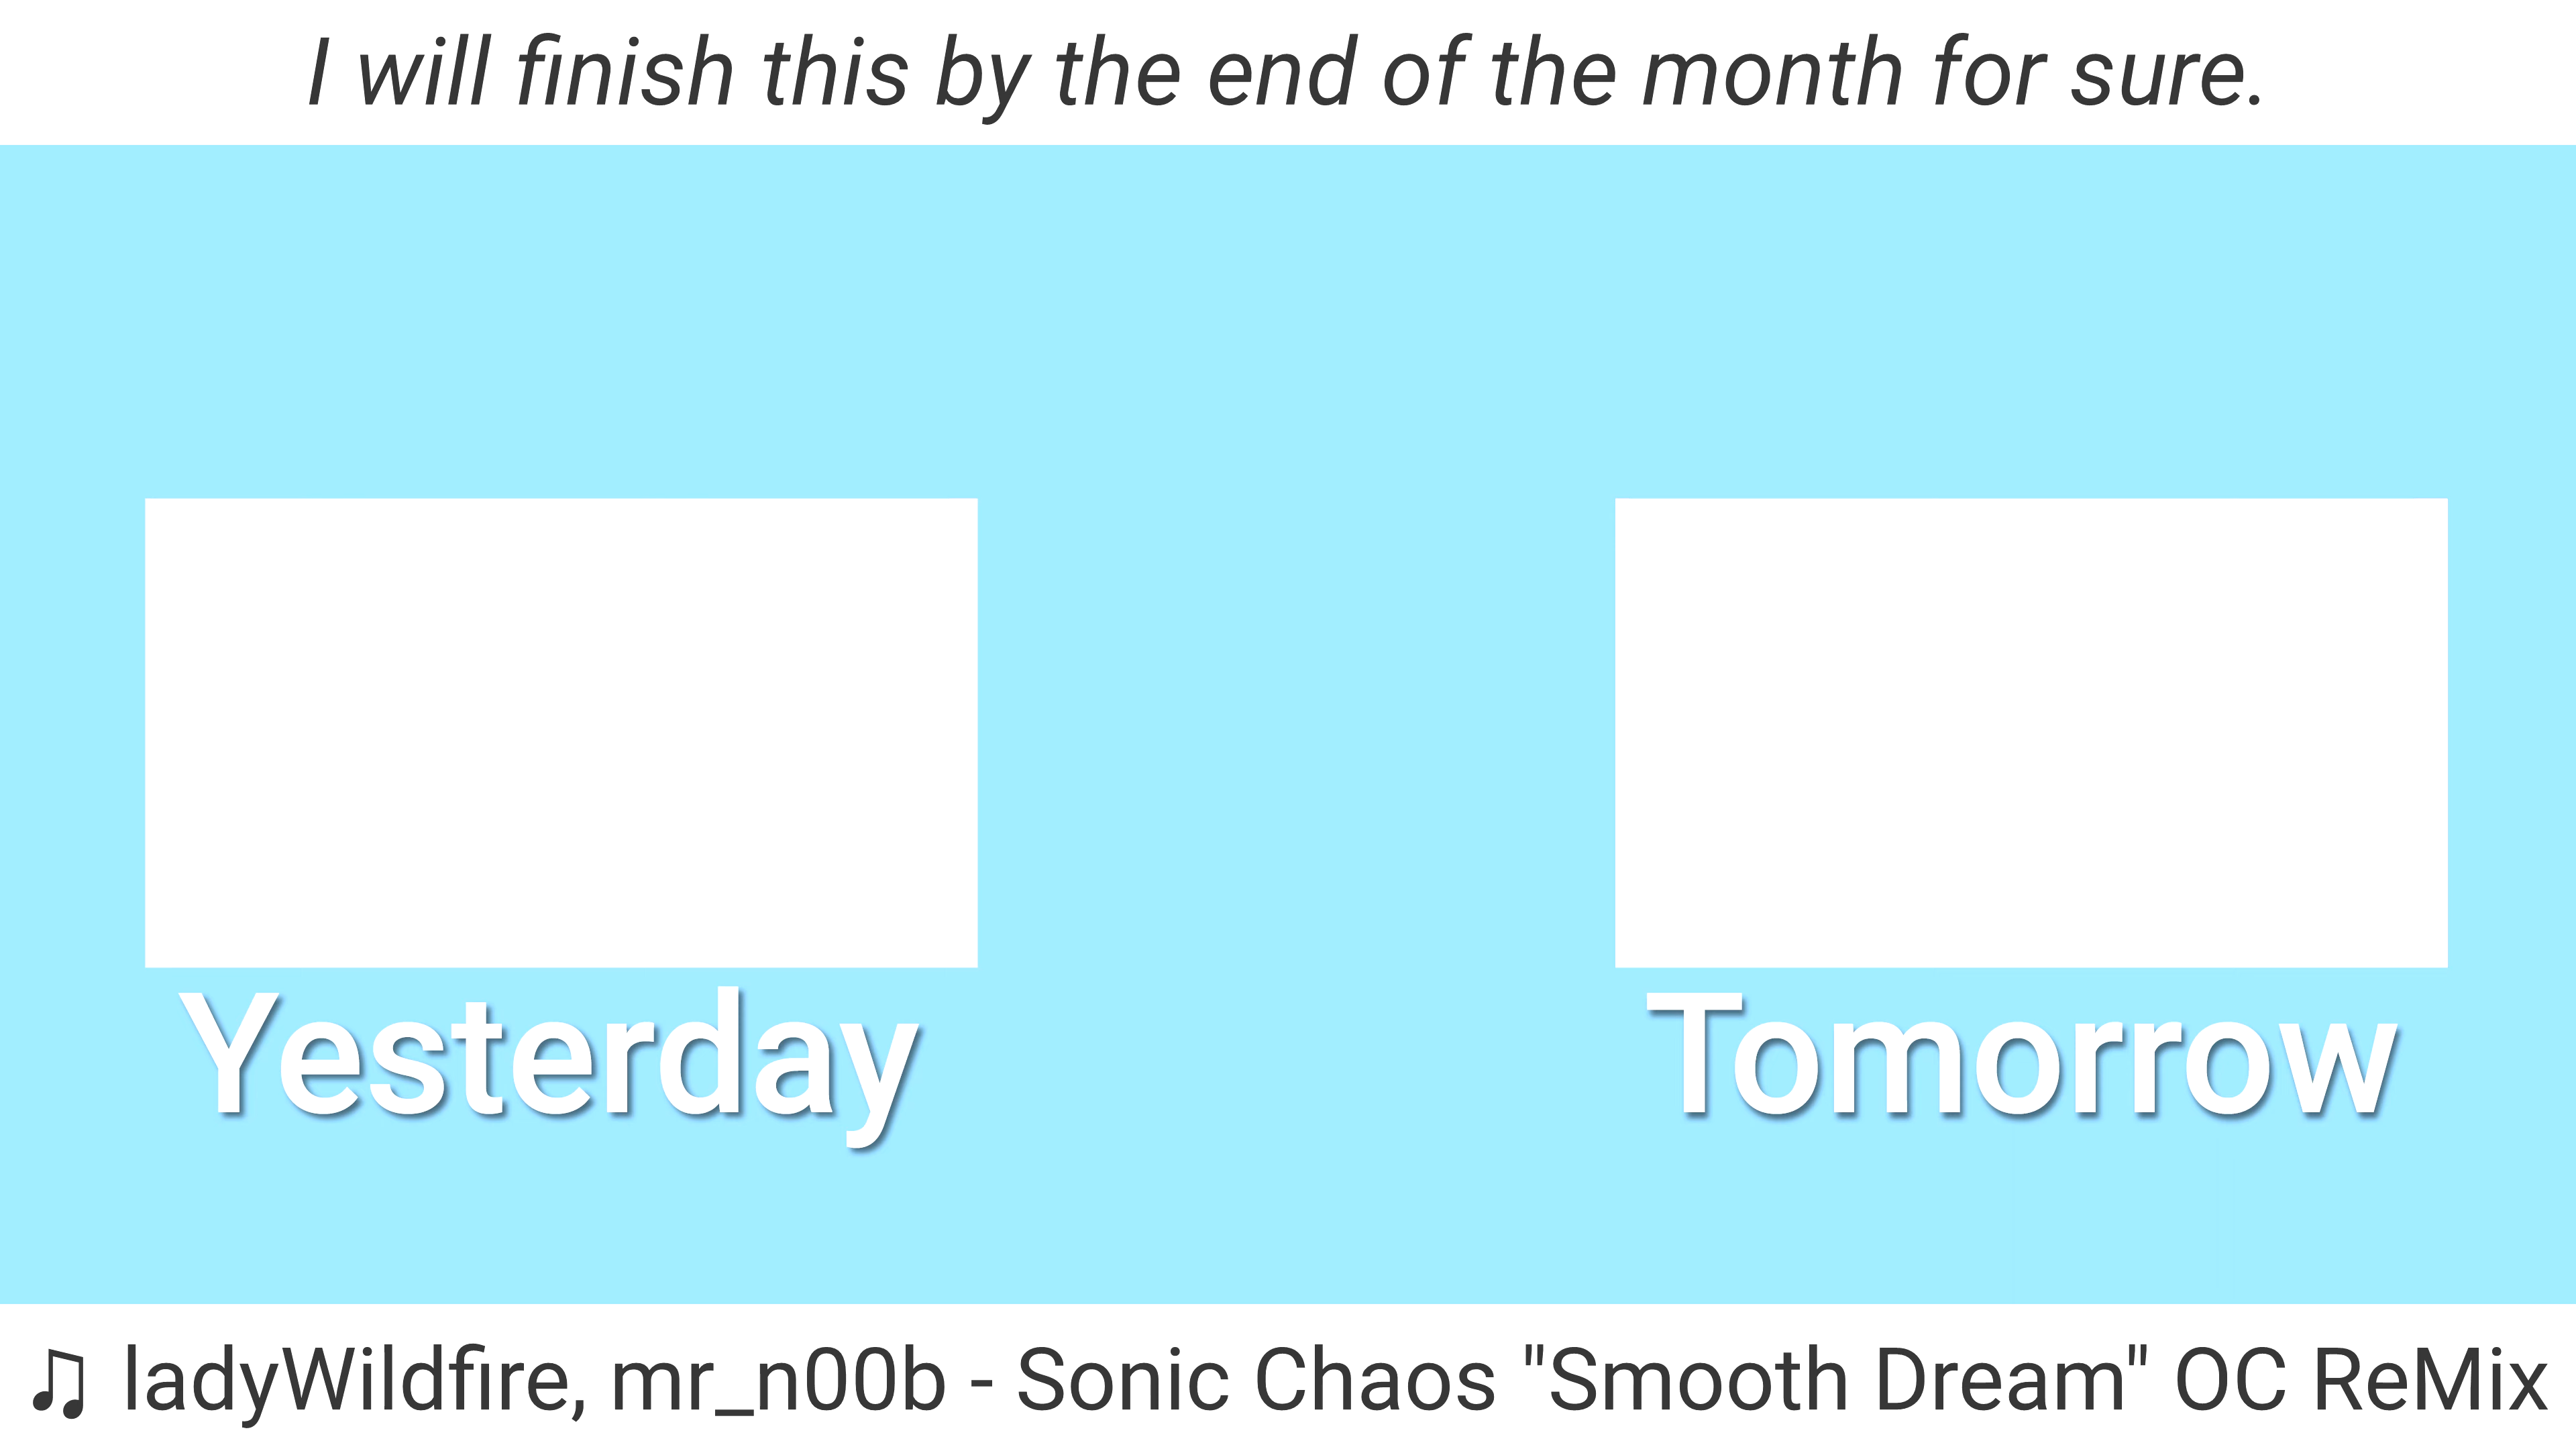 I will finish this by the end of the month for sure.
Yesterday
Tomorrow
♫ ladyWildfire, mr_n00b - Sonic Chaos "Smooth Dream" OC ReMix